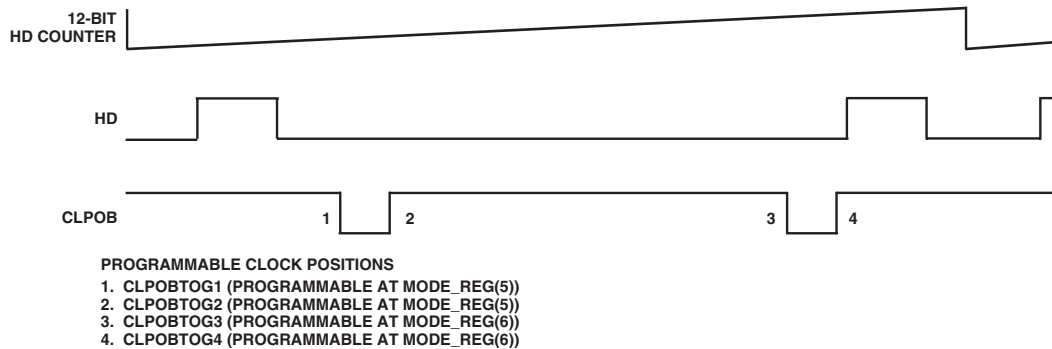 12-BIT
HD COUNTER
HD
CLPOB
1
2
3
4
PROGRAMMABLE CLOCK POSITIONS
1. CLPOBTOG1 (PROGRAMMABLE AT MODE_REG(5))
2. CLPOBTOG2 (PROGRAMMABLE AT MODE_REG(5))
3. CLPOBTOG3 (PROGRAMMABLE AT MODE_REG(6))
4. CLPOBTOG4 (PROGRAMMABLE AT MODE_REG(6))